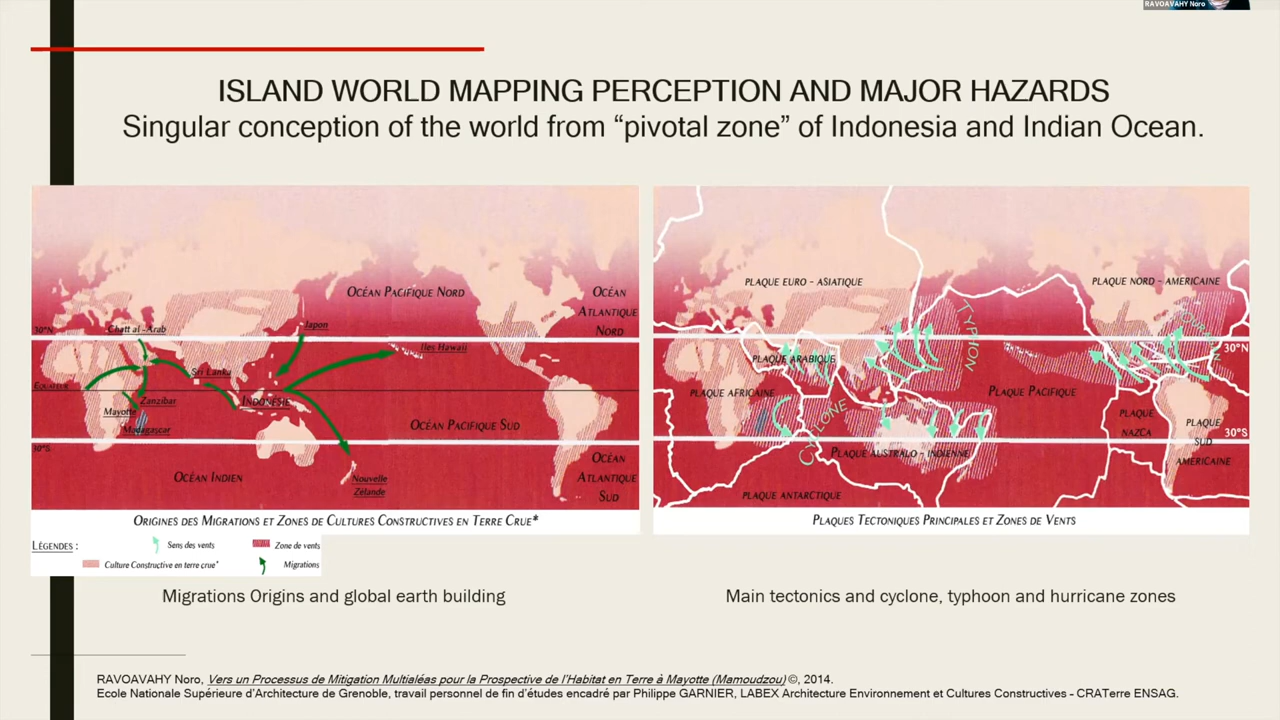 RAVOAVAHY Noro
ISLAND WORLD MAPPING PERCEPTION AND MAJOR HAZARDS
Singular conception of the world from “pivotal zone” of Indonesia and Indian Ocean.
OCÉAN PACIFIQUE NORD
OCÉAN
ATLANTIQUE
NORD
30°N
Chatt al-Arab
Japon
Iles Hawaii
Sri Lanka
EQUATEUR
Zanzibar
INDONÉSIE
Mayotte
Madagascar
OCÉAN PACIFIQUE SUD
30°S
OCÉAN INDIEN
Nouvelle
Zélande
OCÉAN
ATLANTIQUE
SUD
ORIGINES DES MIGRATIONS ET ZONES DE CULTURES CONSTRUCTIVES EN TERRE CRUE*
LÉGENDES :
Sens des vents
Zone de vents
Culture Constructive en terre crue*
Migrations
PLAQUE EURO - ASIATIQUE
PLAQUE NORD - AMERICAINE
TYPHON
30°N
PLAQUE ARABIQUE
PLAQUE AFRICAINE
PLAQUE PACIFIQUE
CYCLONE
PLAQUE
NAZCA
PLAQUE
SUD
AMERICAINE
30°S
PLAQUE AUSTRALO - INDIENNE
PLAQUE ANTARCTIQUE
PLAQUES TECTONIQUES PRINCIPALES ET ZONES DE VENTS
Migrations Origins and global earth building
Main tectonics and cyclone, typhoon and hurricane zones
RAVOAVAHY Noro, Vers un Processus de Mitigation Multialéas pour la Prospective de l’Habitat en Terre à Mayotte (Mamoudzou) ©, 2014.
Ecole Nationale Supérieure d’Architecture de Grenoble, travail personnel de fin d’études encadré par Philippe GARNIER, LABEX Architecture Environnement et Cultures Constructives - CRATerre ENSAG.